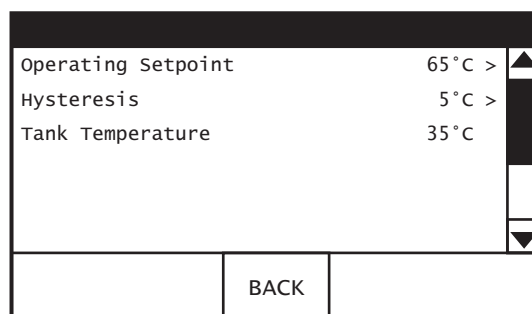 Operating Setpoint 65°C >
Hysteresis 5°C >
Tank Temperature 35°C
BACK